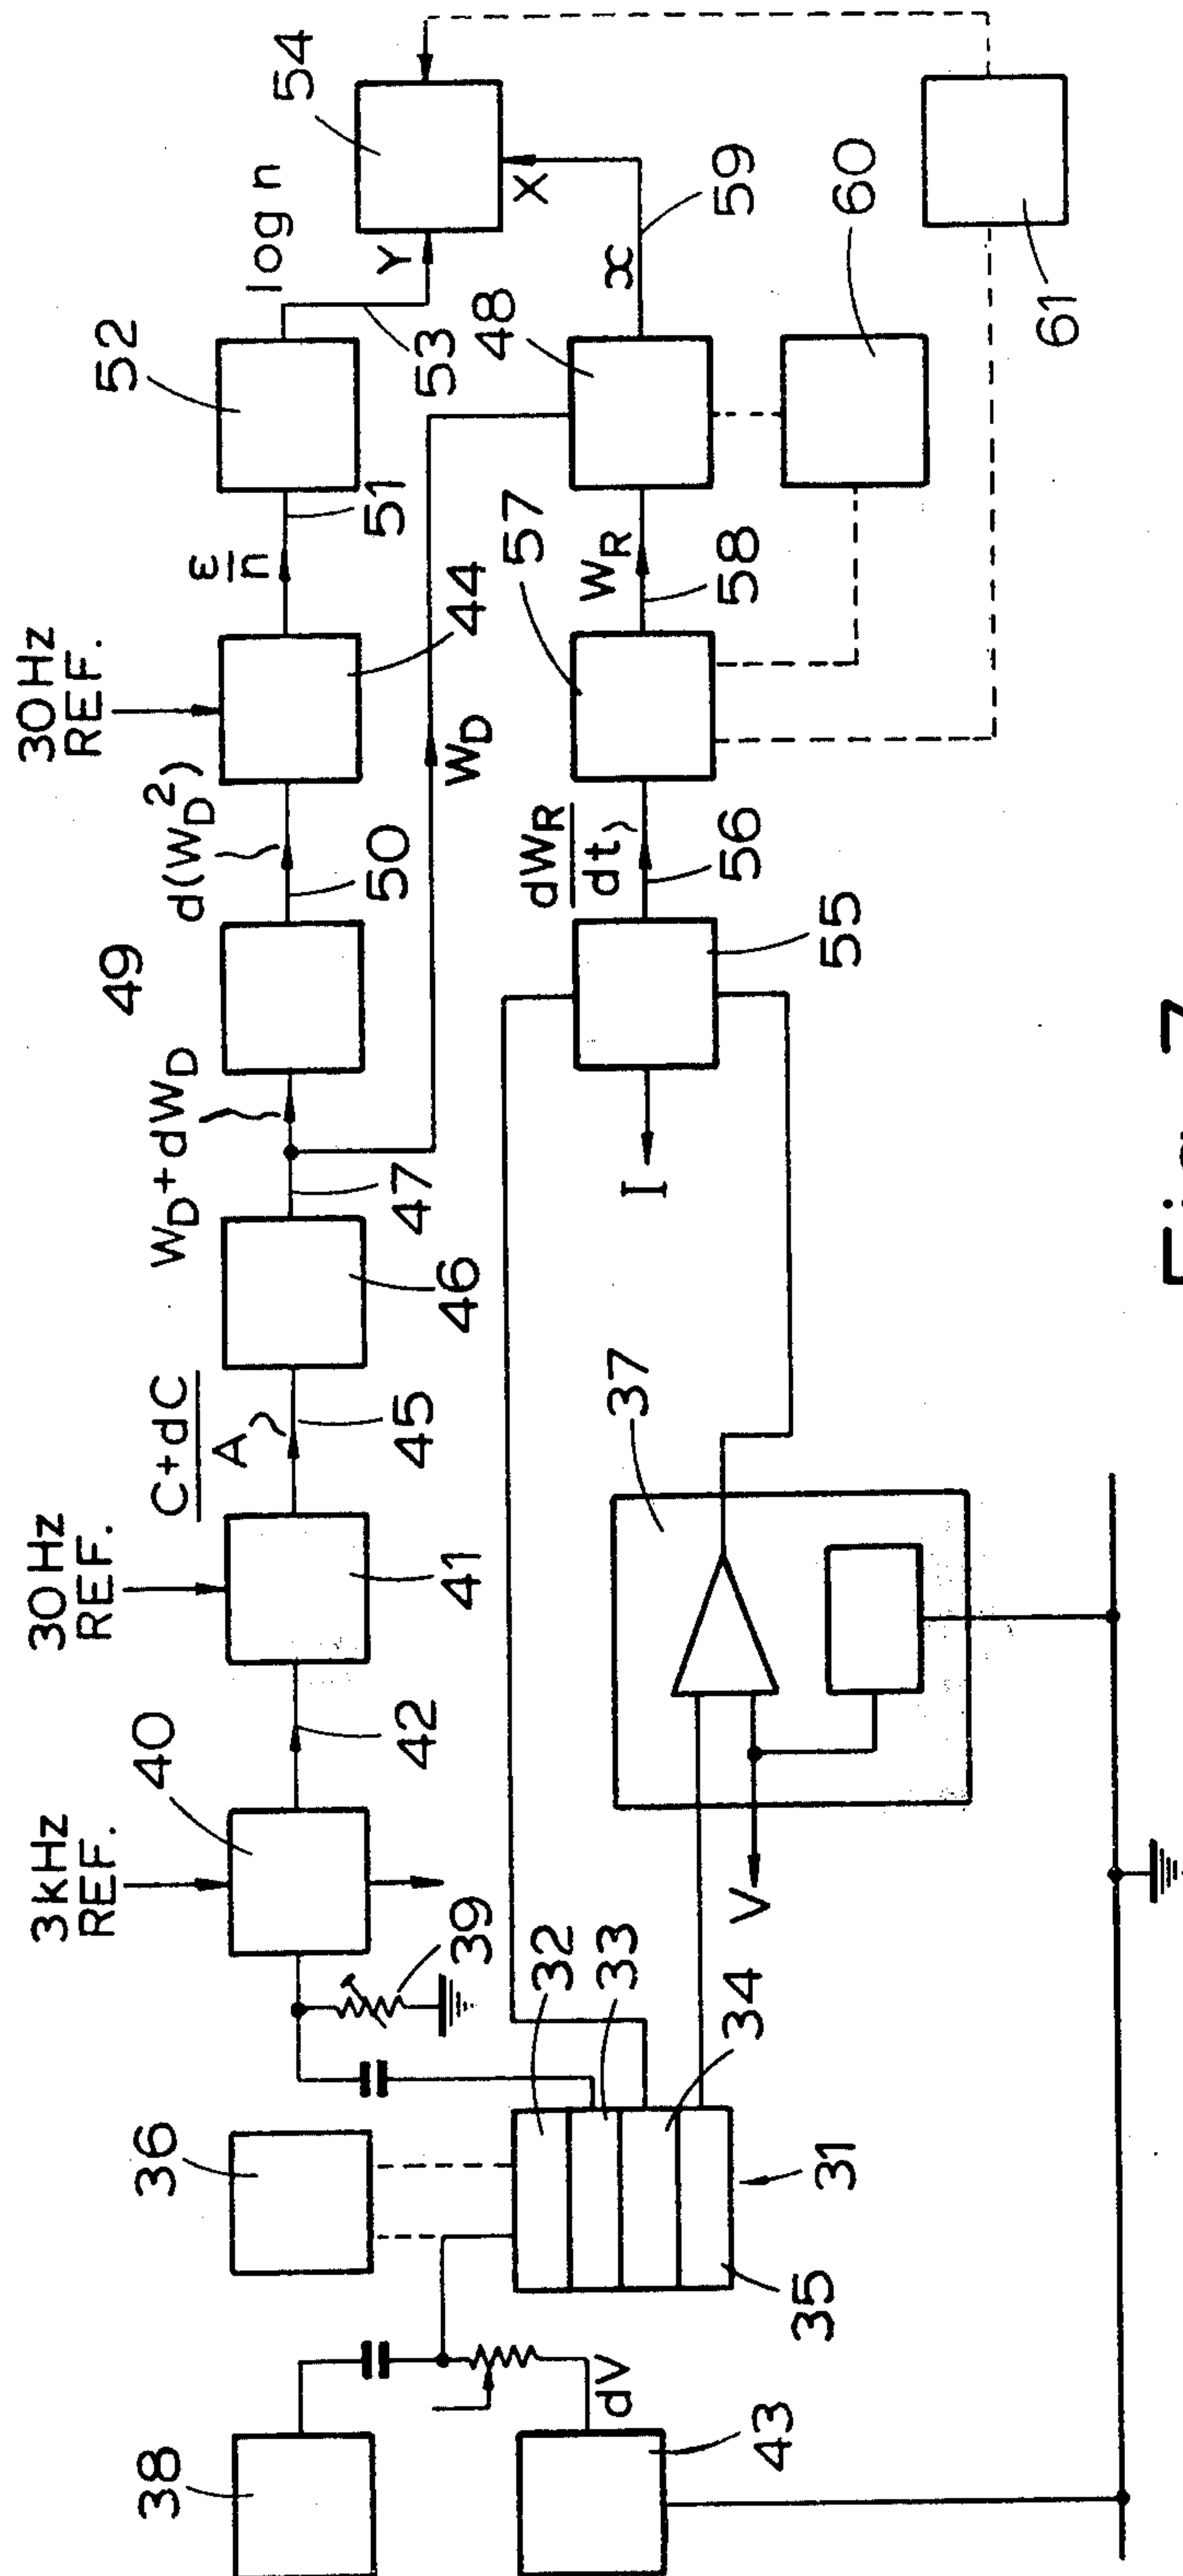 38
36
3kHz
REF.
40
42
30Hz
REF.
41
C+dC
A
45
46
W_D+dW_D
47
49
d(W_D²)
50
30Hz
REF.
44
ε
n
51
52
log n
53
Y
54
39
W_D
X
dV
43
35
31
32
33
34
V
37
I
55
dW_R
dt
56
57
W_R
58
48
x
59
60
61
Fig. 7